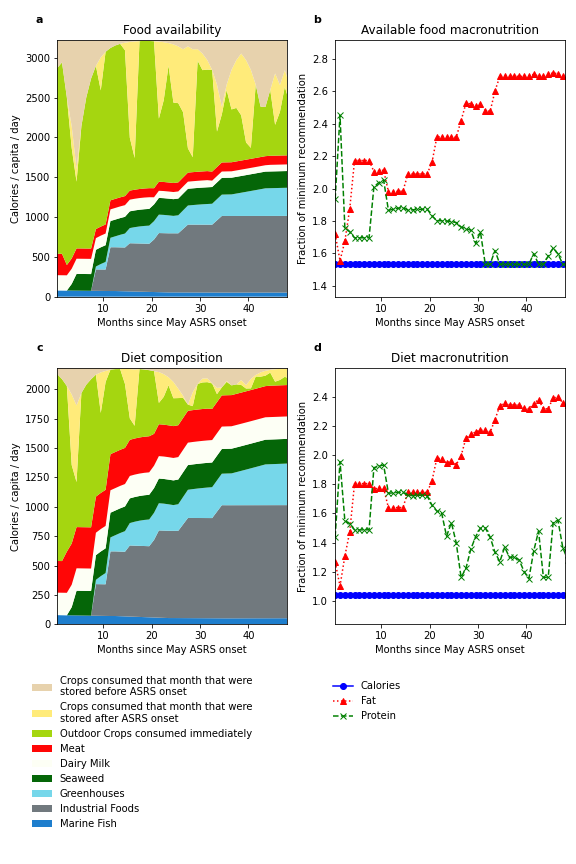 a
Food availability
Calories / capita / day
3000
2500
2000
1500
1000
500
0
10 20 30 40
Months since May ASRS onset
b
Available food macronutrition
Fraction of minimum recommendation
2.8
2.6
2.4
2.2
2.0
1.8
1.6
1.4
10 20 30 40
Months since May ASRS onset
c
Diet composition
Calories / capita / day
2000
1750
1500
1250
1000
750
500
250
0
10 20 30 40
Months since May ASRS onset
d
Diet macronutrition
Fraction of minimum recommendation
2.4
2.2
2.0
1.8
1.6
1.4
1.2
1.0
10 20 30 40
Months since May ASRS onset
Crops consumed that month that were
stored before ASRS onset
Crops consumed that month that were
stored after ASRS onset
Outdoor Crops consumed immediately
Meat
Dairy Milk
Seaweed
Greenhouses
Industrial Foods
Marine Fish
Calories
Fat
Protein